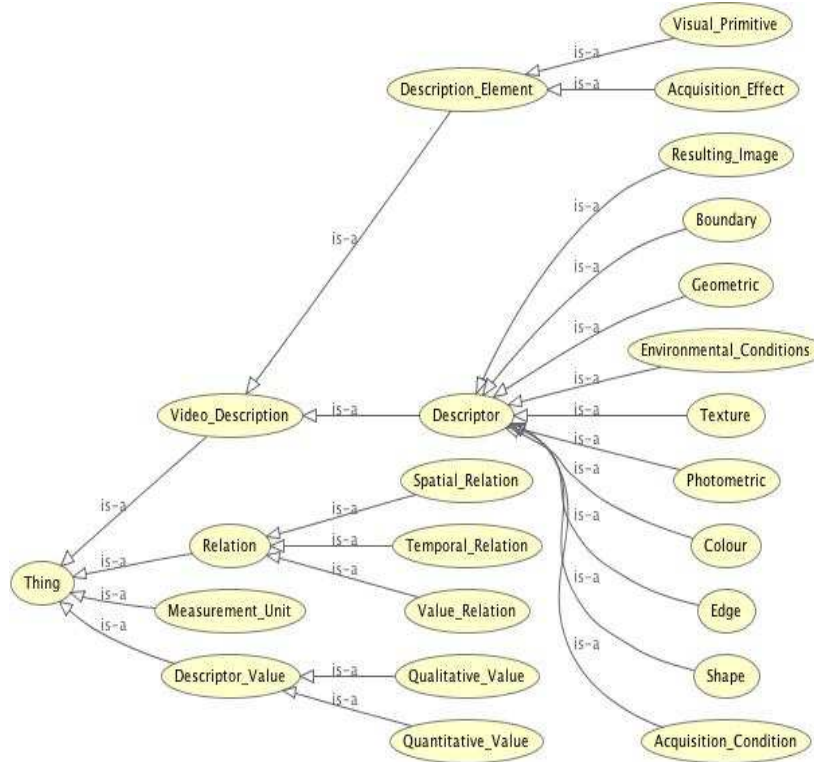 Visual_Primitive
is-a
Description_Element
is-a
Acquisition_Effect
Resulting_Image
is-a
Boundary
is-a
is-a
Geometric
is-a
Environmental_Conditions
is-a
Video_Description
is-a
Descriptor
is-a
Texture
is-a
Photometric
Spatial_Relation
is-a
is-a
is-a
is-a
Relation
is-a
Temporal_Relation
Colour
is-a
Thing
is-a
is-a
Measurement_Unit
is-a
Value_Relation
Edge
is-a
is-a
Descriptor_Value
is-a
Qualitative_Value
Shape
is-a
is-a
Quantitative_Value
Acquisition_Condition